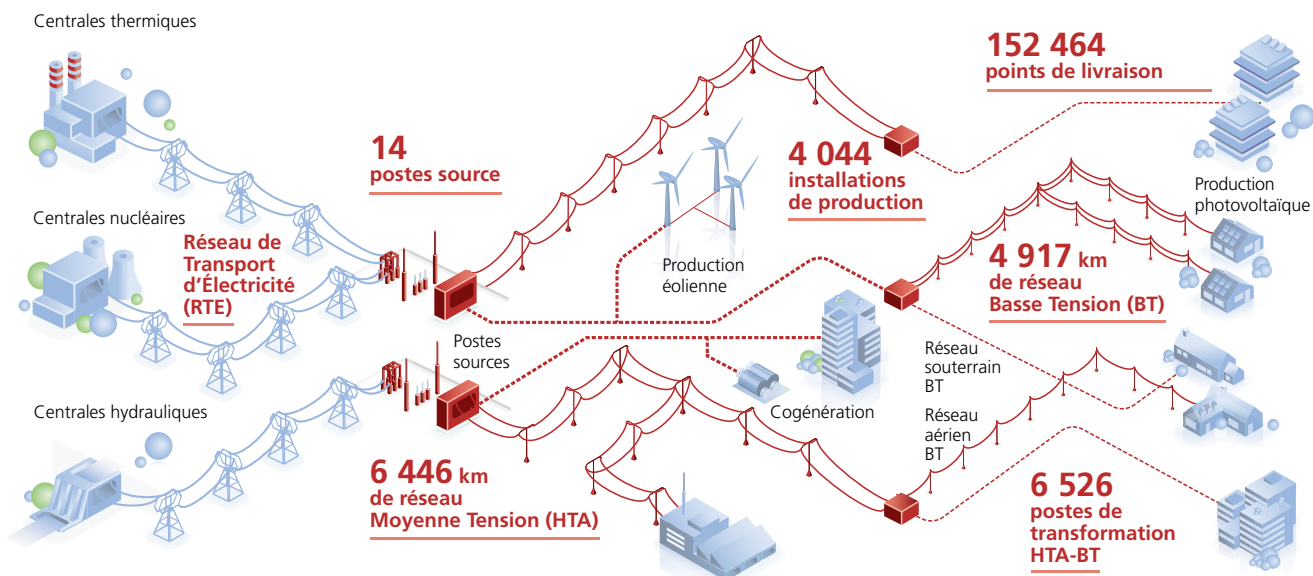 Centrales thermiques
152 464
points de livraison
14
postes source
4 044
installations
de production
Production
photovoltaïque
Centrales nucléaires
Réseau de
Transport
d'Électricité
(RTE)
Production
éolienne
4 917 km
de réseau
Basse Tension (BT)
Postes
sources
Réseau
souterrain
BT
Centrales hydrauliques
Cogénération
Réseau
aérien
BT
6 446 km
de réseau
Moyenne Tension (HTA)
6 526
postes de
transformation
HTA-BT